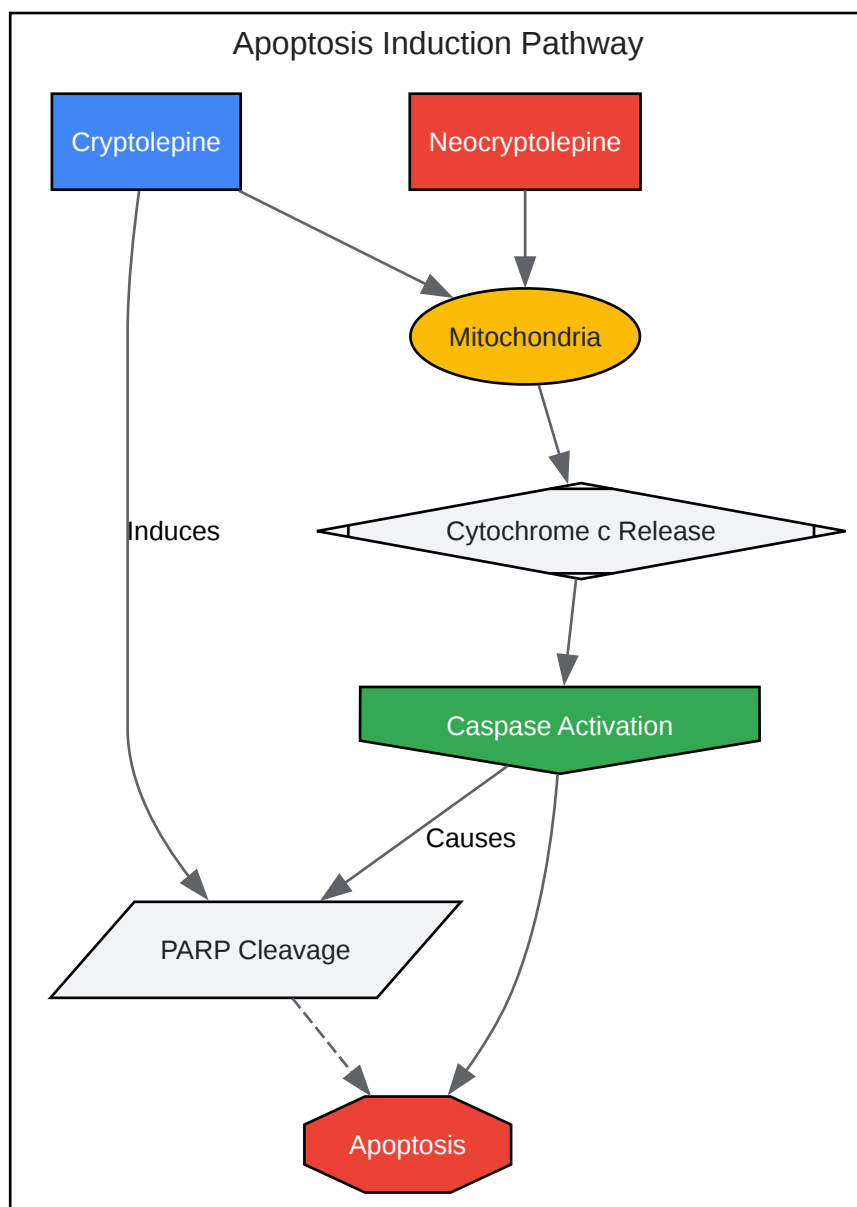 Apoptosis Induction Pathway
Cryptolepine
Neocryptolepine
Mitochondria
Induces
Cytochrome c Release
Caspase Activation
Causes
PARP Cleavage
Apoptosis